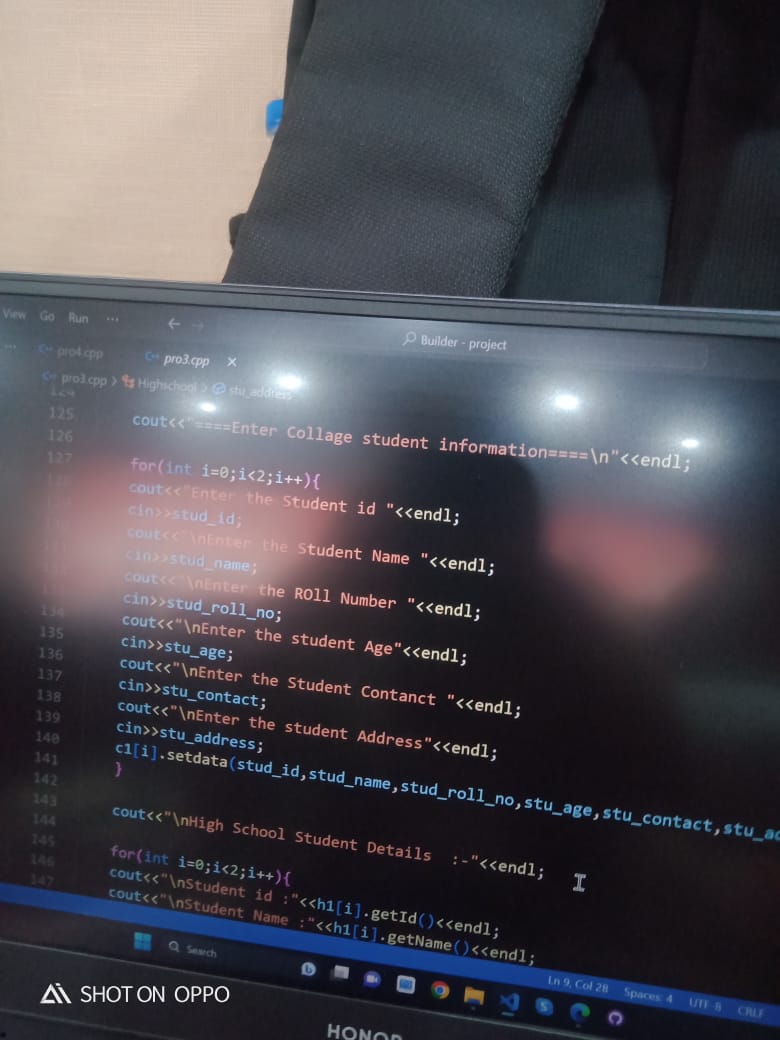 View Go Run ...
Builder - project
pro4.cpp
pro3.cpp
pro3.cpp > Highschool > stu_address
124
125 cout<<"====Enter Collage student information====\n"<<endl;
126
127 for(int i=0;i<2;i++){
cout<<"Enter the Student id "<<endl;
cin>>stud_id;
cout<<"\nEnter the Student Name "<<endl;
cin>>stud_name;
cout<<"\nEnter the ROll Number "<<endl;
cin>>stud_roll_no;
134 cout<<"\nEnter the student Age"<<endl;
135 cin>>stu_age;
136 cout<<"\nEnter the Student Contanct "<<endl;
137 cin>>stu_contact;
138 cout<<"\nEnter the student Address"<<endl;
139 cin>>stu_address;
140 c1[i].setdata(stud_id,stud_name,stud_roll_no,stu_age,stu_contact,
141 }
142
143 cout<<"\nHigh School Student Details :-"<<endl;
144
145 for(int i=0;i<2;i++){
146 cout<<"\nStudent id :"<<h1[i].getId()<<endl;
147 cout<<"\nStudent Name :"<<h1[i].getName()<<endl;
Ln 9, Col 28 Spaces: 4 UTF-8 CRLF
Search
SHOT ON OPPO
HONOR